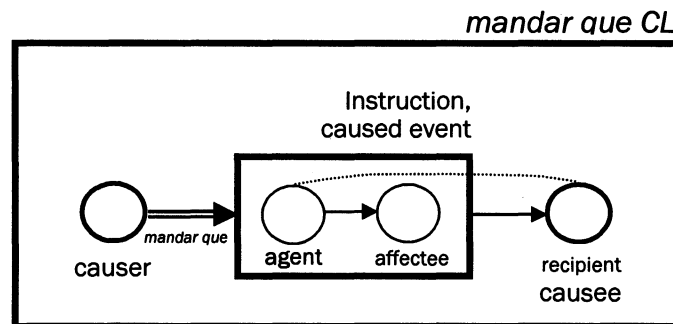 mandar que CL
Instruction,
caused event
mandar que
causer
agent
affectee
recipient
causee